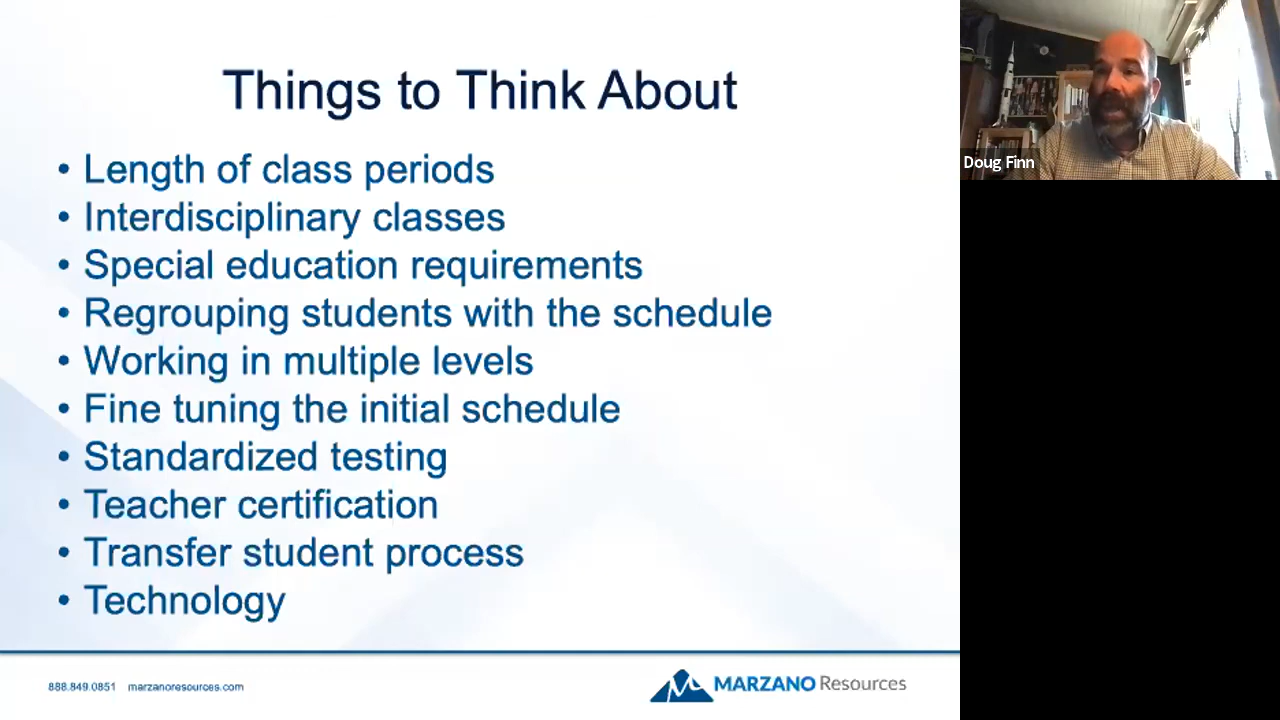 Things to Think About
• Length of class periods
• Interdisciplinary classes
• Special education requirements
• Regrouping students with the schedule
• Working in multiple levels
• Fine tuning the initial schedule
• Standardized testing
• Teacher certification
• Transfer student process
• Technology
888.849.0851 marzanoresources.com
MARZANO Resources
Doug Finn